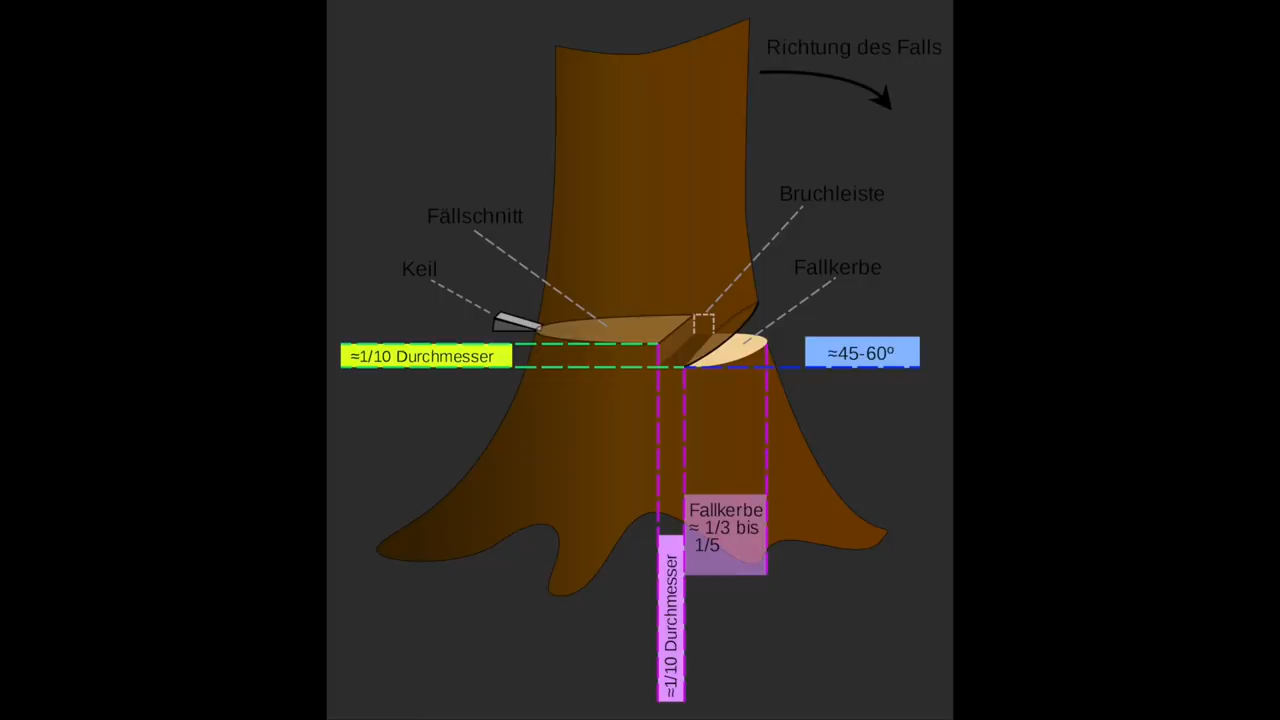 Richtung des Falls
Bruchleiste
Fällschnitt
Keil
Fallkerbe
≈1/10 Durchmesser
≈45-60º
Fallkerbe
≈ 1/3 bis
1/5
≈1/10 Durchmesser